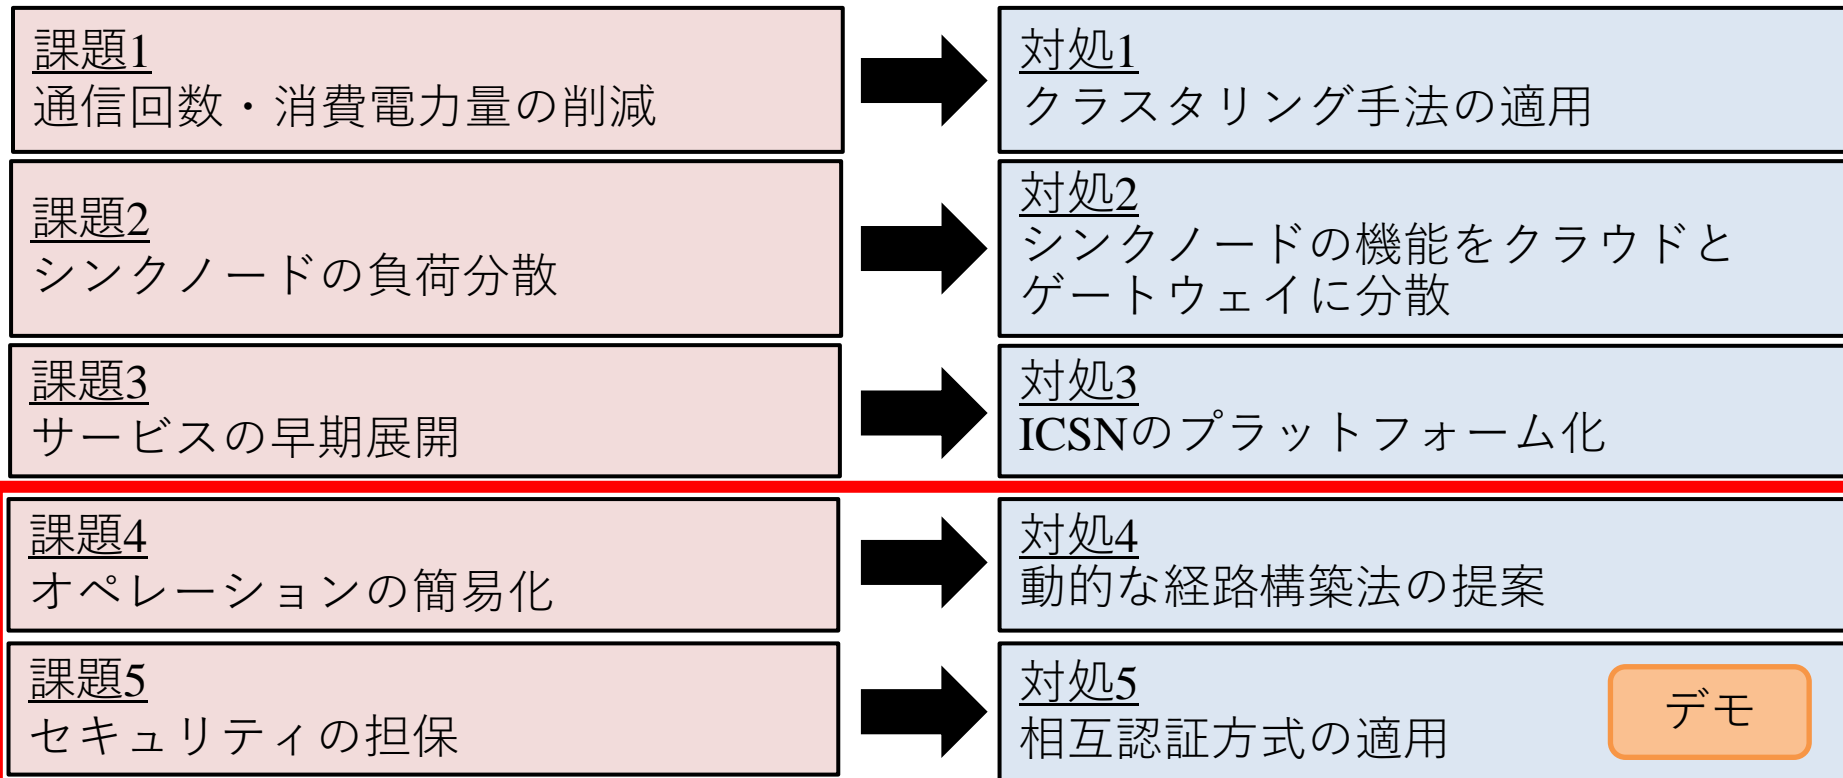 課題1
通信回数・消費電力量の削減
対処1
クラスタリング手法の適用
課題2
シンクノードの負荷分散
対処2
シンクノードの機能をクラウドと
ゲートウェイに分散
課題3
サービスの早期展開
対処3
ICSNのプラットフォーム化
課題4
オペレーションの簡易化
対処4
動的な経路構築法の提案
課題5
セキュリティの担保
対処5
相互認証方式の適用
デモ